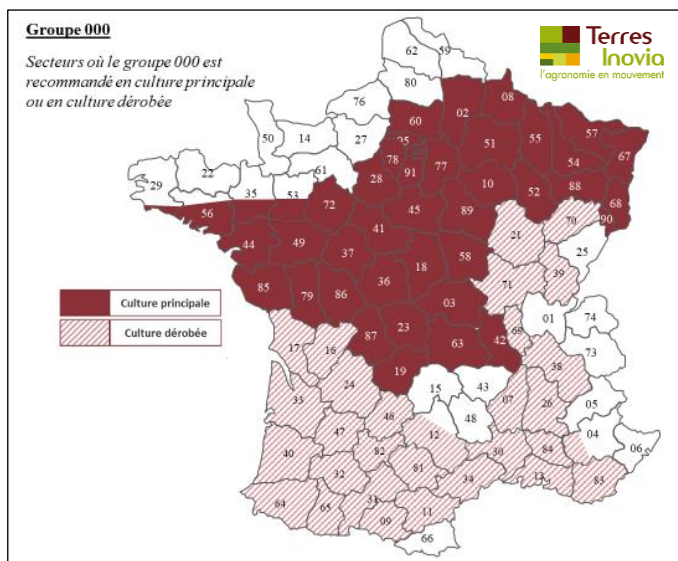 Groupe 000
Secteurs où le groupe 000 est
recommandé en culture principale
ou en culture dérobée
Terres
Inovia
l'agronomie en mouvement
62 59
80
76 60 02 08
50 14 27 95 51 55 57 67
78 77 54
29 22 61 28 91 10 52 88 68
35 53 72
56 45 89 70 90
41 21 25
44 49 37 18 58 39
85 79 86 36 71
03
17 16 87 23 63 42 69 01 74
19 38 73
24 15 43
33 46 48 07 26 05
47 12 04 06
40 82 30 84
32 81 34 13 83
64 65 31 09 11
66
Culture principale
Culture dérobée